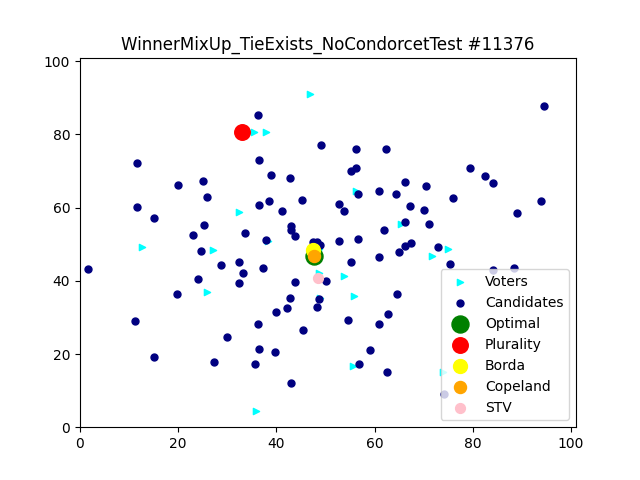 WinnerMixUp_TieExists_NoCondorcetTest #11376
100
80
60
40
20
0
0 20 40 60 80 100
Voters
Candidates
Optimal
Plurality
Borda
Copeland
STV